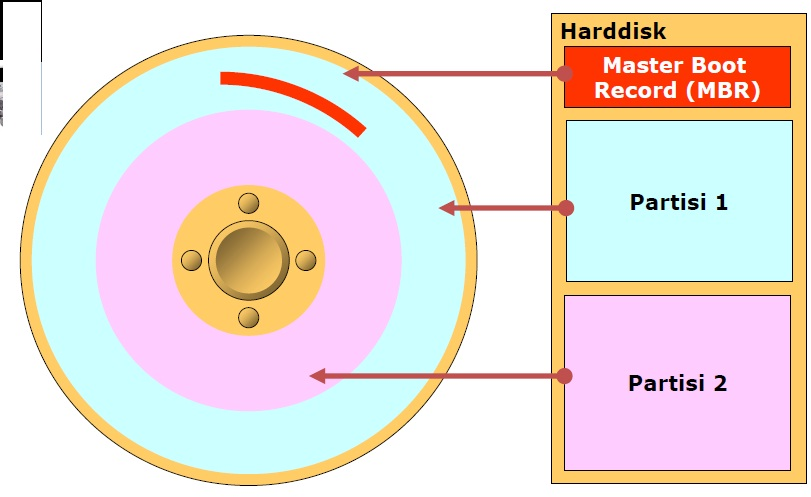 Harddisk
Master Boot
Record (MBR)
Partisi 1
Partisi 2